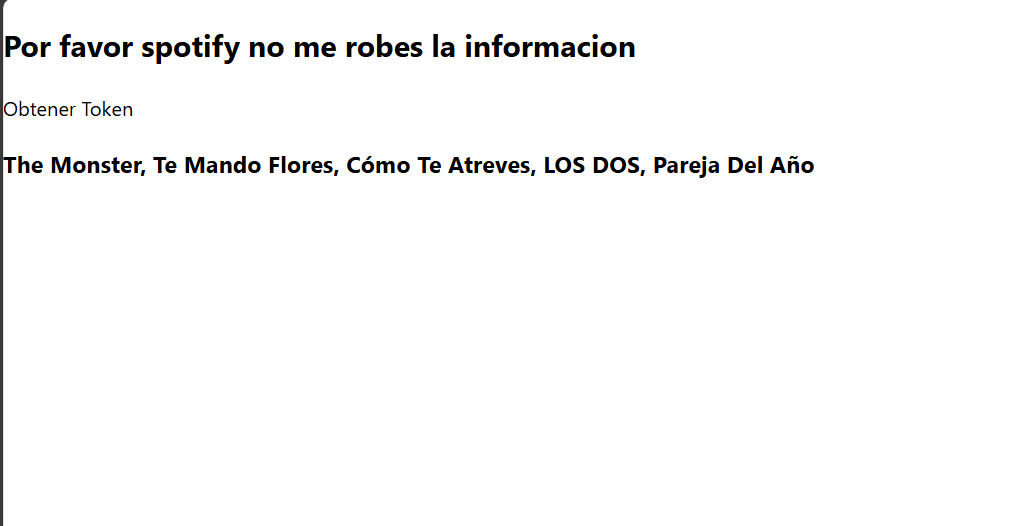 Por favor spotify no me robes la informacion
Obtener Token
The Monster, Te Mando Flores, Cómo Te Atreves, LOS DOS, Pareja Del Año